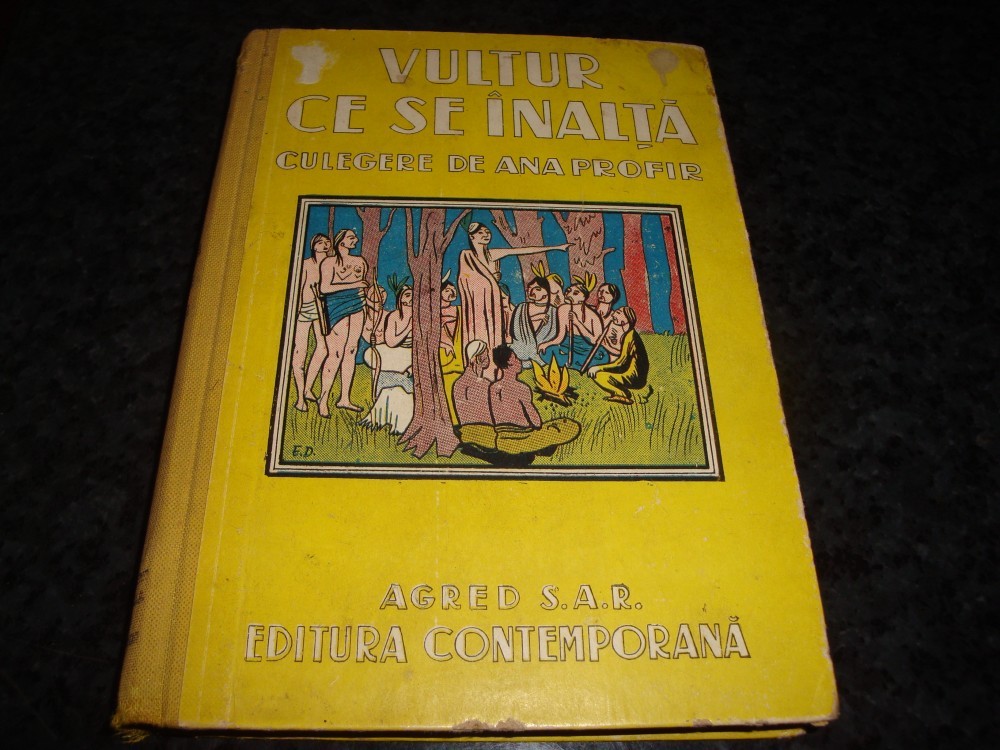 VULTUR
CE SE ÎNALȚĂ
CULEGERE DE ANA PROFIR
E.D.
AGRED S.A.R.
EDITURA CONTEMPORANĂ